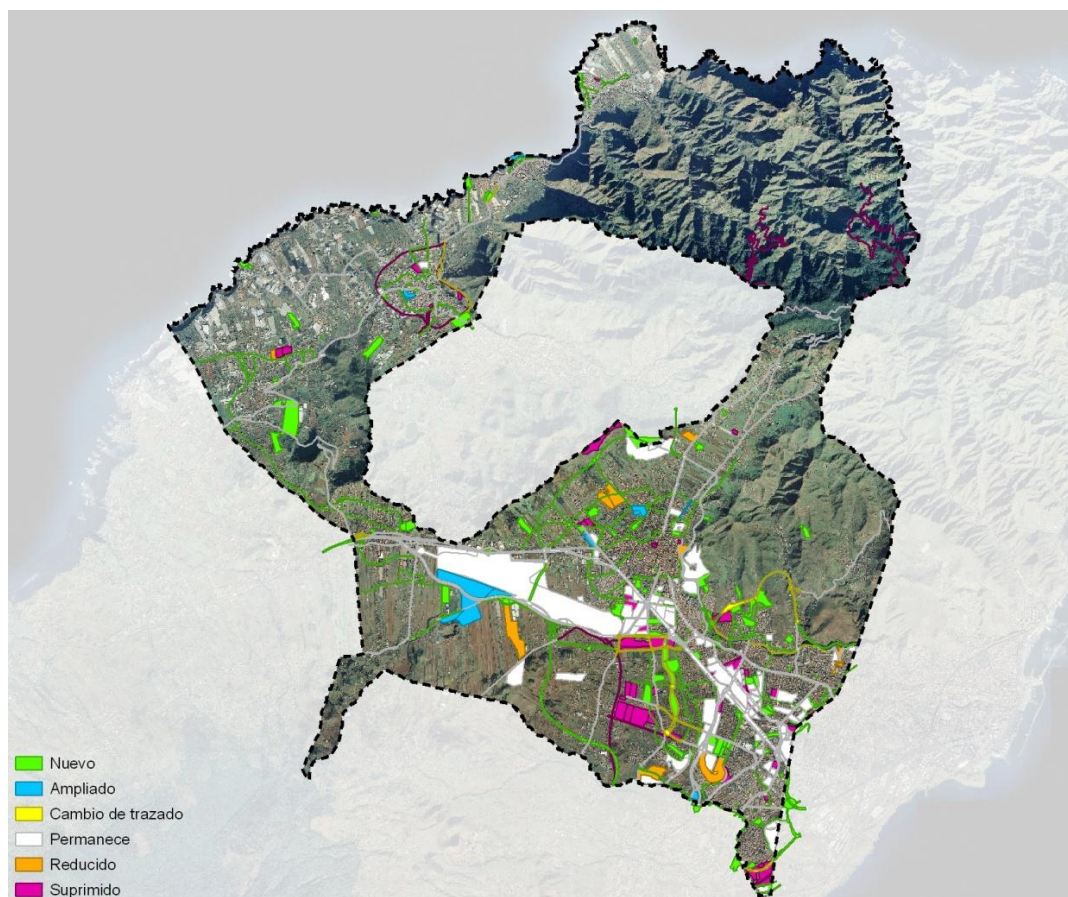 Nuevo
Ampliado
Cambio de trazado
Permanece
Reducido
Suprimido